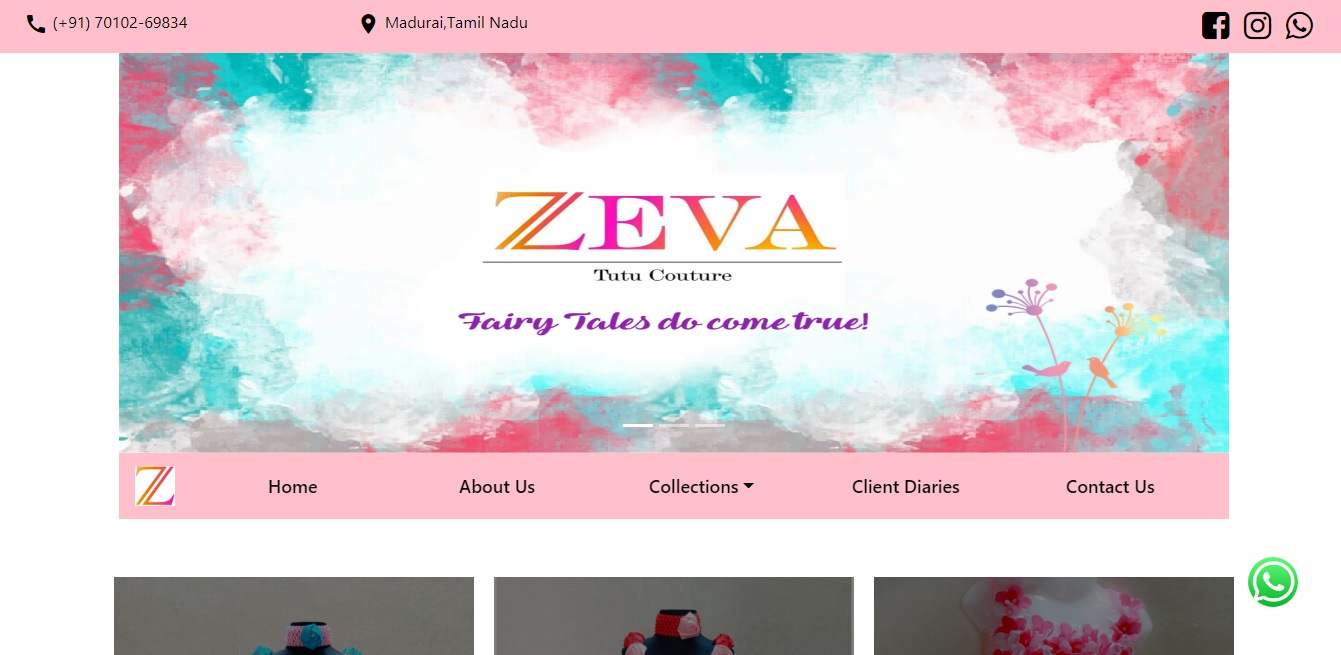 (+91) 70102-69834
Madurai,Tamil Nadu
ZEVA
Tutu Couture
Fairy Tales do come true!
Z
Home
About Us
Collections
Client Diaries
Contact Us